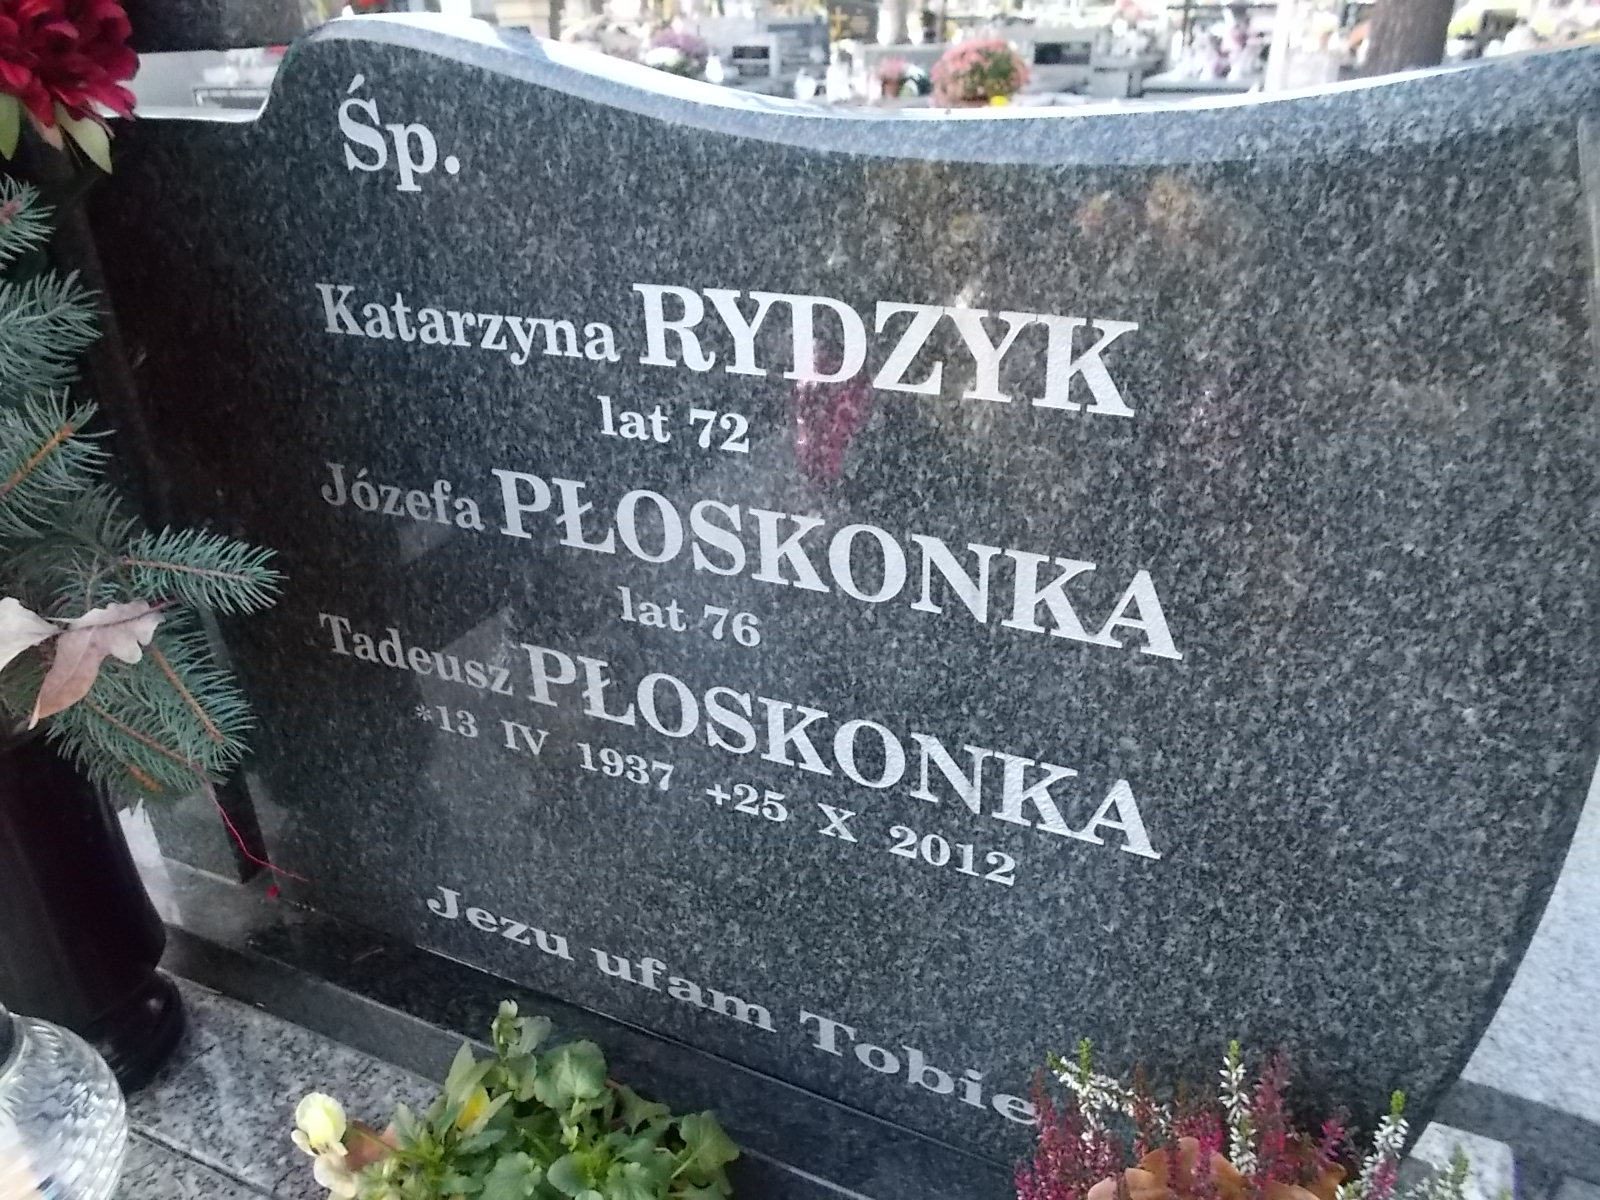 Śp.
Katarzyna RYDZYK
lat 72
Józefa PŁOSKONKA
lat 76
Tadeusz PŁOSKONKA
*13 IV 1937 +25 X 2012
Jezu ufam Tobie